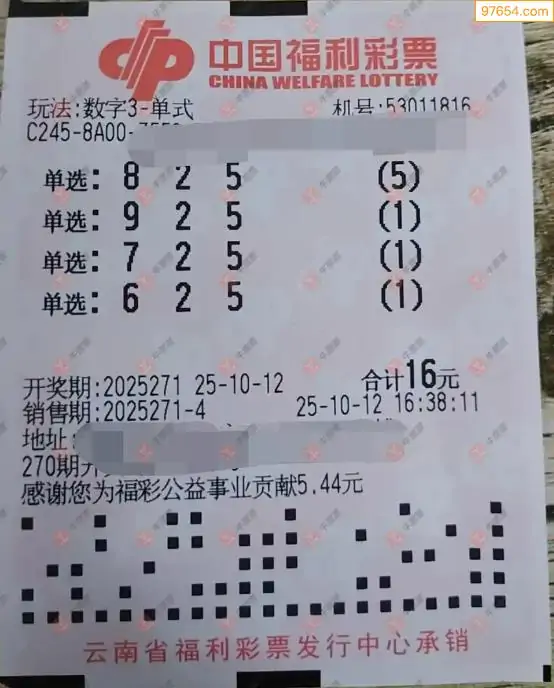 97654.com
中国福利彩票
CHINA WELFARE LOTTERY
玩法:数字3-单式
机号:53011816
C245-8A00-
单选: 8 2 5 (5)
单选: 9 2 5 (1)
单选: 7 2 5 (1)
单选: 6 2 5 (1)
开奖期:2025271 25-10-12 合计16元
销售期:2025271-4 25-10-12 16:38:11
地址:
270期开
感谢您为福彩公益事业贡献5.44元
云南省福利彩票发行中心承销